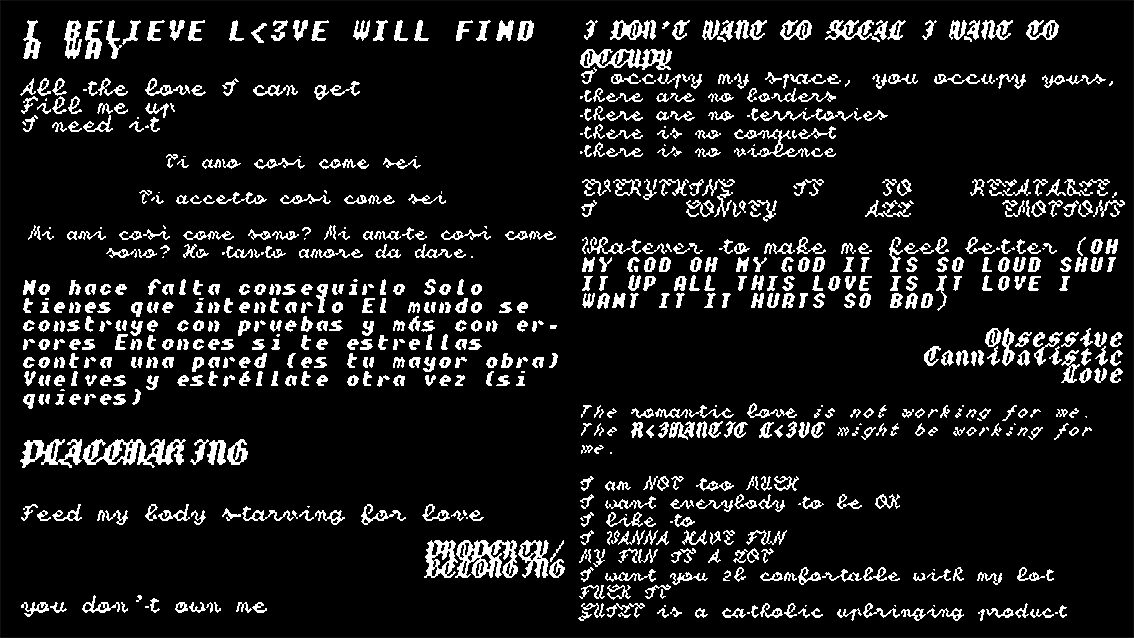 I BELIEVE L<3VE WILL FIND
A WAY
All the love I can get
Fill me up
I need it
Ti amo così come sei
Ti accetto così come sei
Mi ami così come sono? Mi amate così come
sono? Ho tanto amore da dare.
No hace falta conseguirlo Solo
tienes que intentarlo El mundo se
construye con pruebas y más con er-
rores Entonces si te estrellas
contra una pared (es tu mayor obra)
Vuelves y estréllate otra vez (si
quieres)
PLACEMAKING
Feed my body starving for love
PROPERTY/
BELONGING
you don't own me
I DON'T WANT TO STEAL I WANT TO
OCCUPY
I occupy my space, you occupy yours,
there are no borders
there are no territories
there is no conquest
there is no violence
EVERYTHING IS SO RELATABLE,
I CONVEY ALL EMOTIONS
Whatever to make me feel better (OH
MY GOD OH MY GOD IT IS SO LOUD SHUT
IT UP ALL THIS LOVE IS IT LOVE I
WANT IT IT HURTS SO BAD)
Obsessive
Cannibalistic
Love
The romantic love is not working for me.
The R<3MANTIC L<3VE might be working for
me.
I am NOT too MUCH
I want everybody to be OK
I like to
I WANNA HAVE FUN
MY FUN IS A LOT
I want you 2b comfortable with my lot
FUCK IT
GUILT is a catholic upbringing product